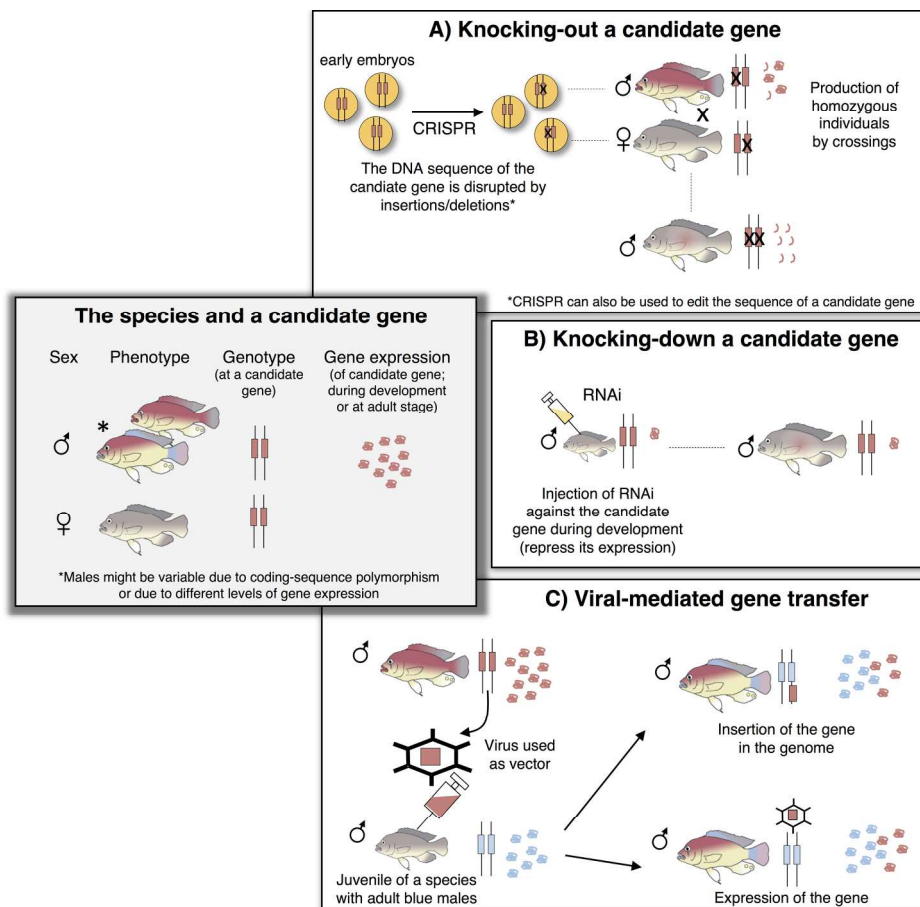 A) Knocking-out a candidate gene
early embryos
CRISPR
The DNA sequence of the
candiate gene is disrupted by
insertions/deletions*
♂
X
♀
X
X
X
X
♂
XX
Production of
homozygous
individuals
by crossings
*CRISPR can also be used to edit the sequence of a candidate gene
The species and a candidate gene
Sex
Phenotype
Genotype
(at a candidate
gene)
Gene expression
(of candidate gene;
during development
or at adult stage)
*
♂
♀
*Males might be variable due to coding-sequence polymorphism
or due to different levels of gene expression
B) Knocking-down a candidate gene
RNAi
♂
♂
Injection of RNAi
against the candidate
gene during development
(repress its expression)
C) Viral-mediated gene transfer
♂
Virus used
as vector
♂
Juvenile of a species
with adult blue males
♂
Insertion of the gene
in the genome
♂
Expression of the gene